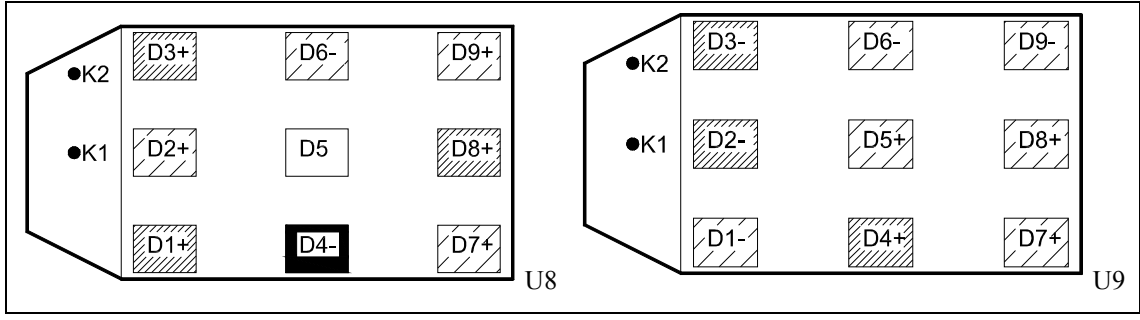 D3+ D6- D9+
K2
D2+ D5 D8+
K1
D1+ D4- D7+
U8
D3- D6- D9-
K2
D2- D5+ D8+
K1
D1- D4+ D7+
U9